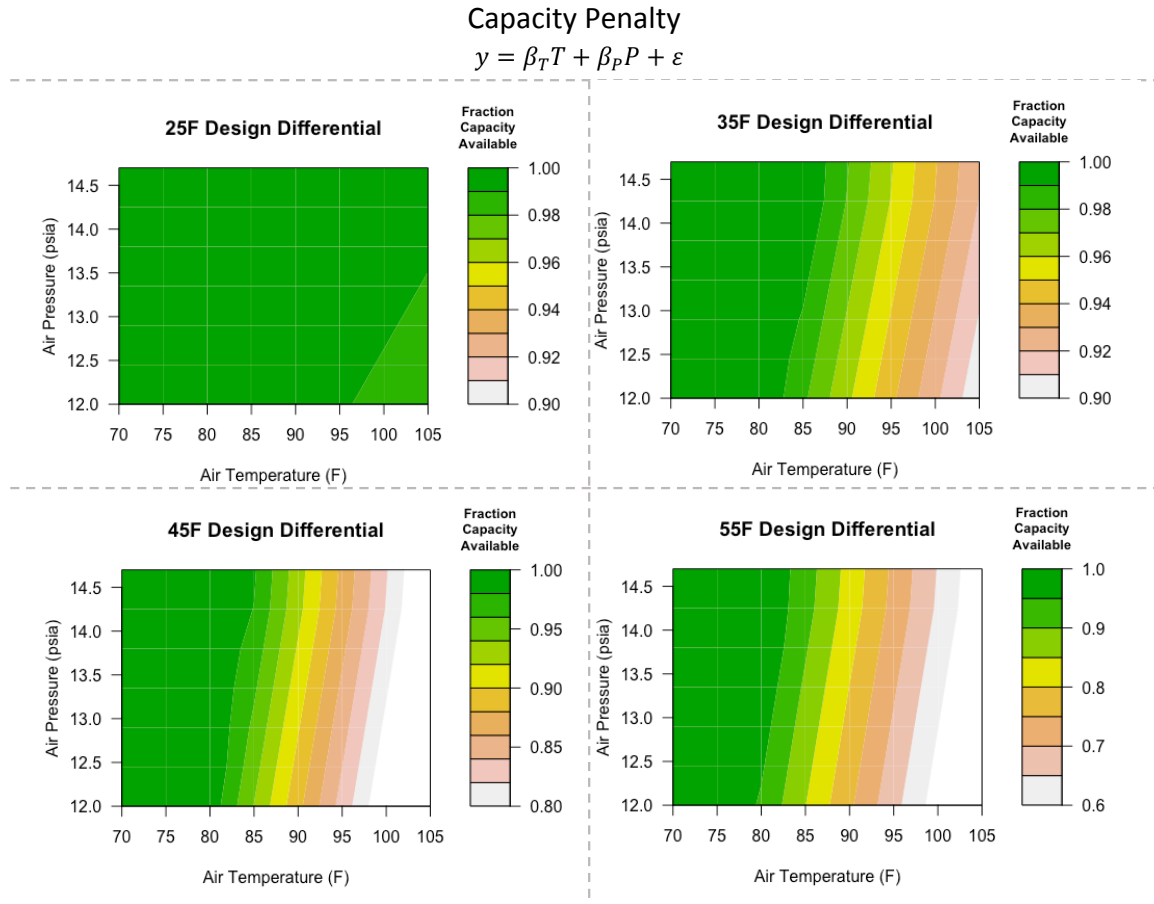 Capacity Penalty
y = β_T T + β_P P + ε
25F Design Differential
Fraction
Capacity
Available
Air Pressure (psia)
14.5
14.0
13.5
13.0
12.5
12.0
70 75 80 85 90 95 100 105
Air Temperature (F)
1.00
0.98
0.96
0.94
0.92
0.90
35F Design Differential
Fraction
Capacity
Available
Air Pressure (psia)
14.5
14.0
13.5
13.0
12.5
12.0
70 75 80 85 90 95 100 105
Air Temperature (F)
1.00
0.98
0.96
0.94
0.92
0.90
45F Design Differential
Fraction
Capacity
Available
Air Pressure (psia)
14.5
14.0
13.5
13.0
12.5
12.0
70 75 80 85 90 95 100 105
Air Temperature (F)
1.00
0.95
0.90
0.85
0.80
55F Design Differential
Fraction
Capacity
Available
Air Pressure (psia)
14.5
14.0
13.5
13.0
12.5
12.0
70 75 80 85 90 95 100 105
Air Temperature (F)
1.0
0.9
0.8
0.7
0.6